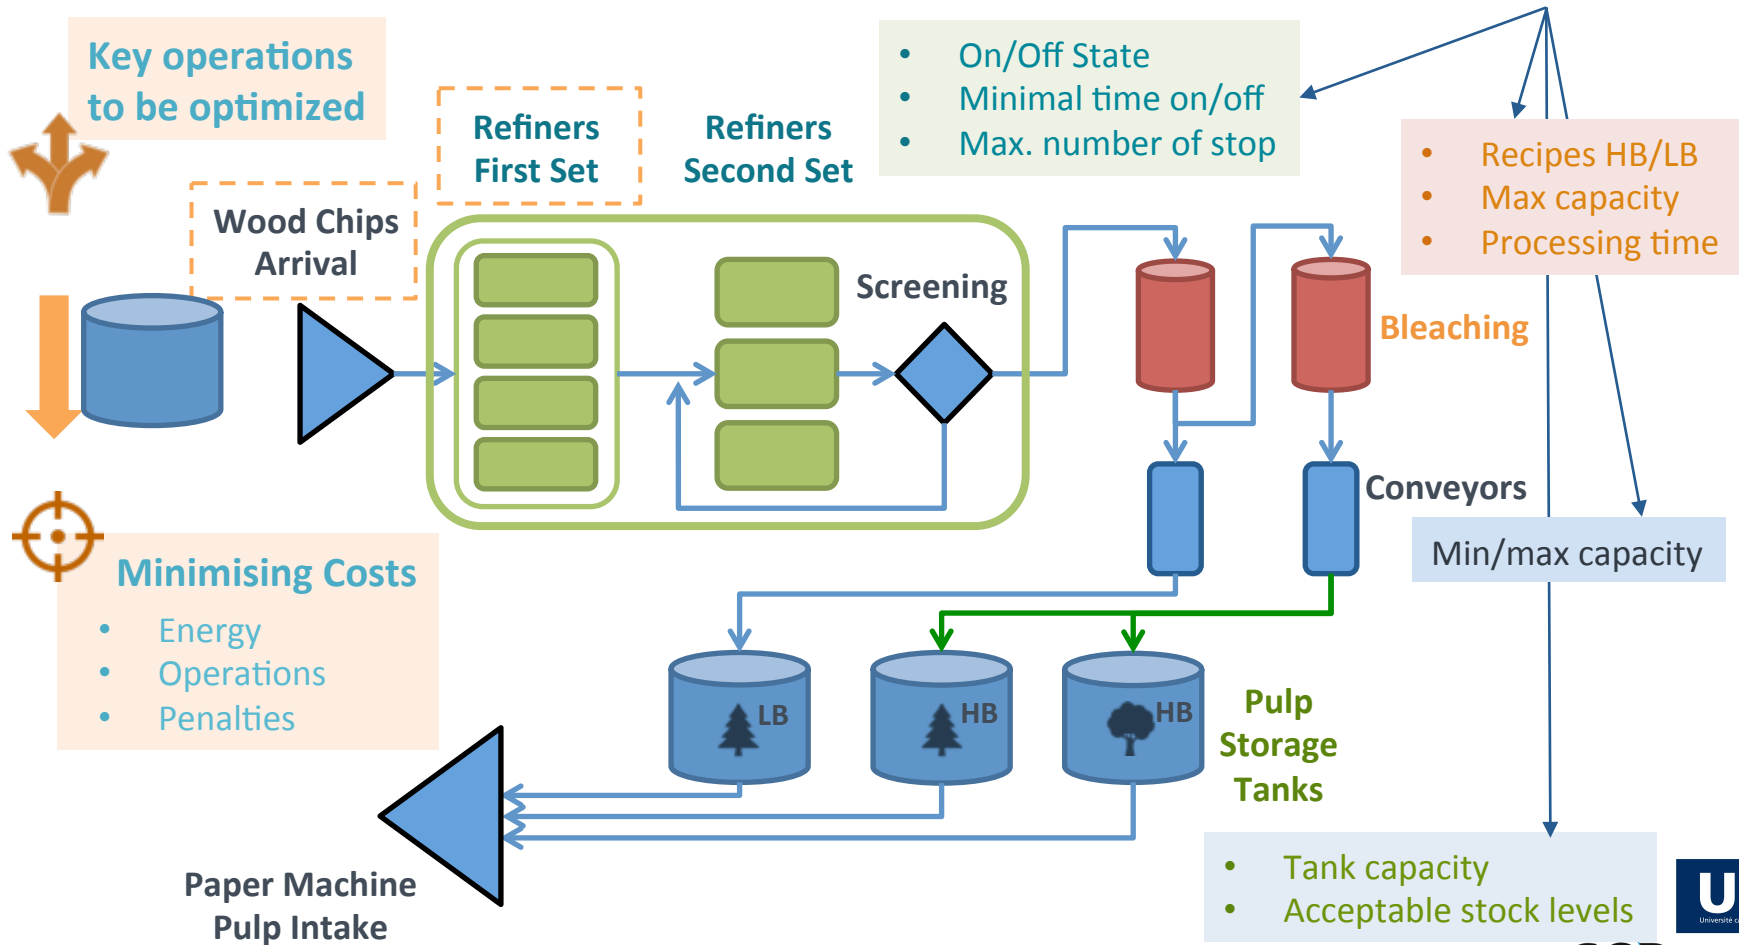 Key operations
to be optimized
• On/Off State
• Minimal time on/off
• Max. number of stop
Refiners
First Set
Refiners
Second Set
• Recipes HB/LB
• Max capacity
• Processing time
Wood Chips
Arrival
Screening
Bleaching
Conveyors
Min/max capacity
Minimising Costs
• Energy
• Operations
• Penalties
LB
HB
HB
Pulp
Storage
Tanks
Paper Machine
Pulp Intake
• Tank capacity
• Acceptable stock levels
U
Université ca